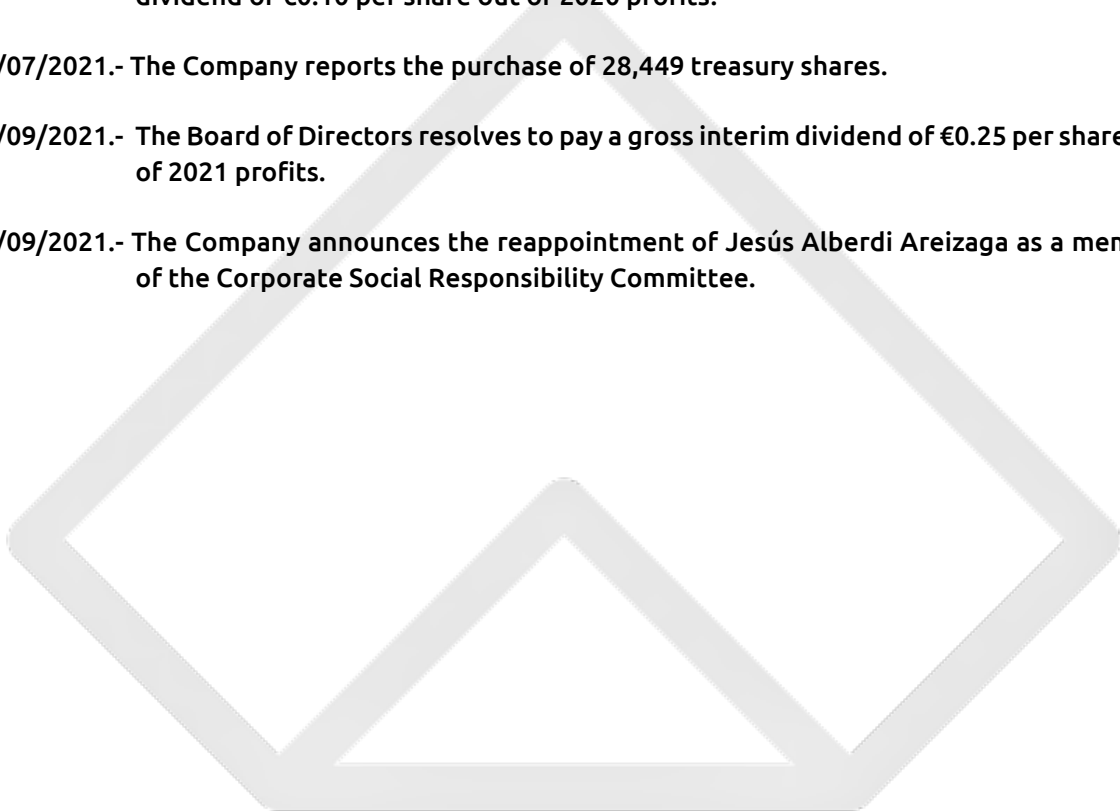 dividend of per share out of 2020 profits.
/07/2021.- The Company reports the purchase of 28,449 treasury shares.
/09/2021.- The Board of Directors resolves to pay a gross interim dividend of €0.25 per share
of 2021 profits.
/09/2021.- The Company announces the reappointment of Jesús Alberdi Areizaga as a
of the Corporate Social Responsibility Committee.